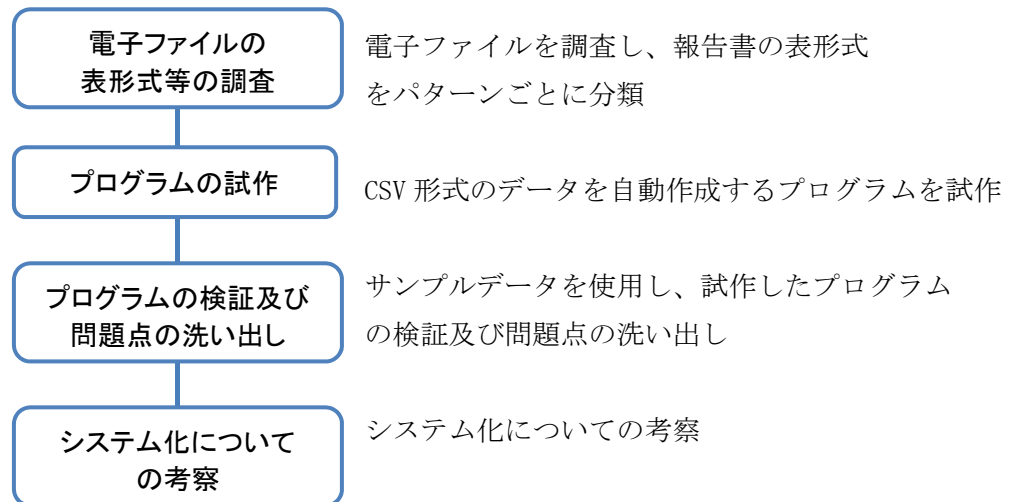 電子ファイルの
表形式等の調査
電子ファイルを調査し、報告書の表形式
をパターンごとに分類
プログラムの試作
CSV 形式のデータを自動作成するプログラムを試作
プログラムの検証及び
問題点の洗い出し
サンプルデータを使用し、試作したプログラム
の検証及び問題点の洗い出し
システム化について
の考察
システム化についての考察